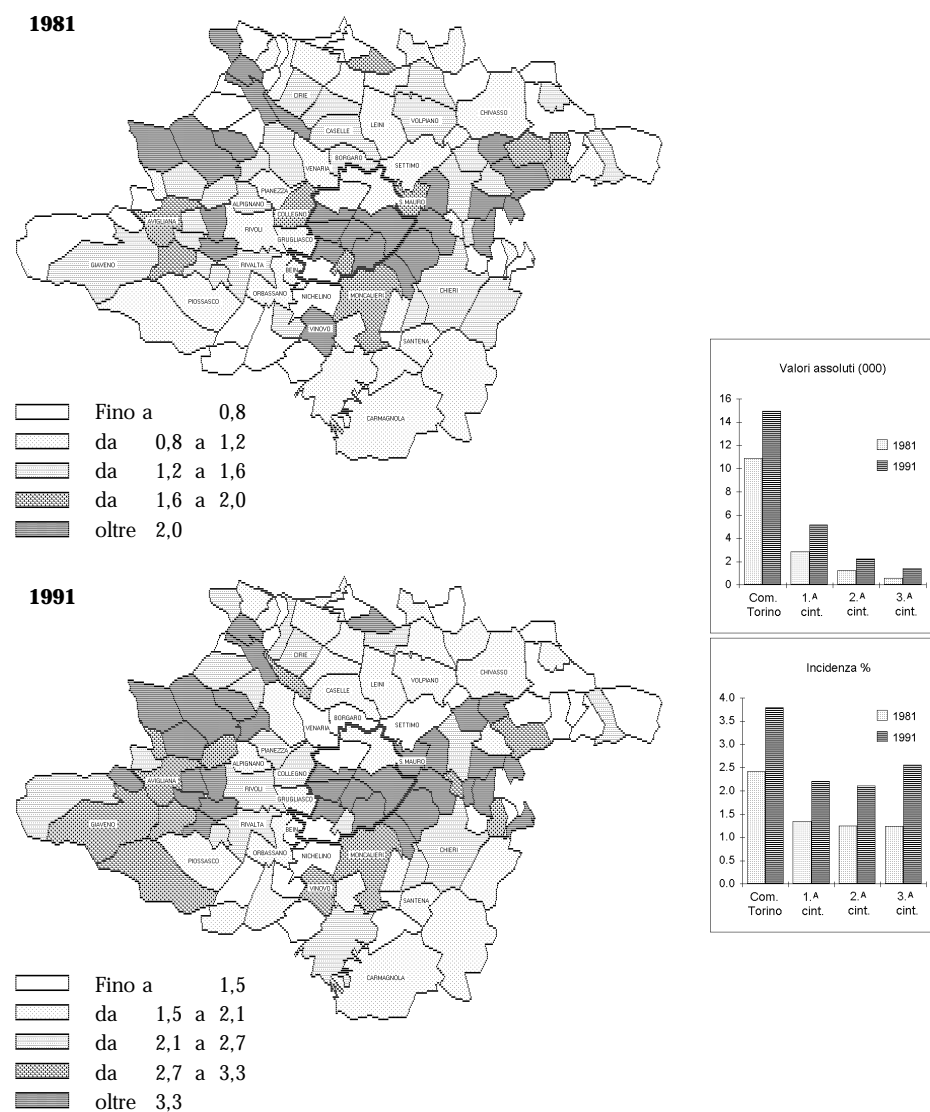 1981
CIRIE
CHIVASSO
LEINI
VOLPIANO
CASELLE
BORGARO
SETTIMO
VENARIA
PIANEZZA
ALPIGNANO
S. MAURO
COLLEGNO
AVIGLIANA
RIVOLI
GRUGLIASCO
GIAVENO
RIVALTA
BEIN.
CHIERI
ORBASSANO
NICHELINO
MONCALIERI
PIOSSASCO
VINOVO
SANTENA
CARMAGNOLA
Fino a 0,8
da 0,8 a 1,2
da 1,2 a 1,6
da 1,6 a 2,0
oltre 2,0
Valori assoluti (000)
16
14
12
10
8
6
4
2
0
1981
1991
Com. Torino
1.ª cint.
2.ª cint.
3.ª cint.
1991
CIRIE
CHIVASSO
LEINI
VOLPIANO
CASELLE
BORGARO
SETTIMO
VENARIA
PIANEZZA
ALPIGNANO
S. MAURO
COLLEGNO
AVIGLIANA
RIVOLI
GRUGLIASCO
GIAVENO
RIVALTA
BEIN.
CHIERI
ORBASSANO
NICHELINO
MONCALIERI
PIOSSASCO
VINOVO
SANTENA
CARMAGNOLA
Fino a 1,5
da 1,5 a 2,1
da 2,1 a 2,7
da 2,7 a 3,3
oltre 3,3
Incidenza %
4.0
3.5
3.0
2.5
2.0
1.5
1.0
0.5
0.0
1981
1991
Com. Torino
1.ª cint.
2.ª cint.
3.ª cint.